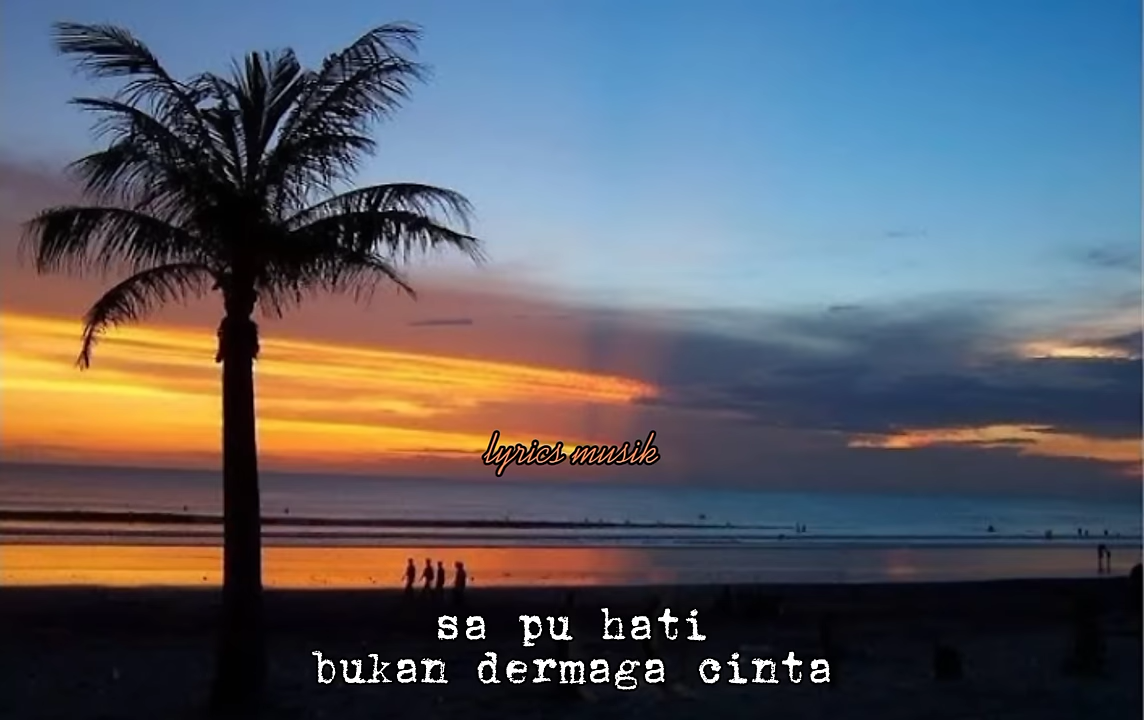 lyrics musik
sa pu hati
bukan dermaga cinta